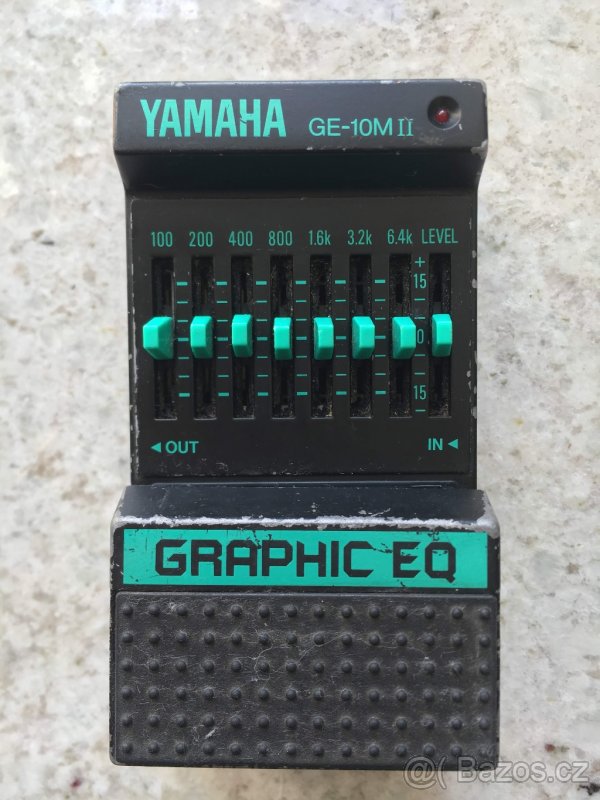 YAMAHA GE-10M II
100 200 400 800 1.6k 3.2k 6.4k LEVEL
+
15
0
15
−
◄ OUT IN ◄
GRAPHIC EQ
@( Bazos.cz